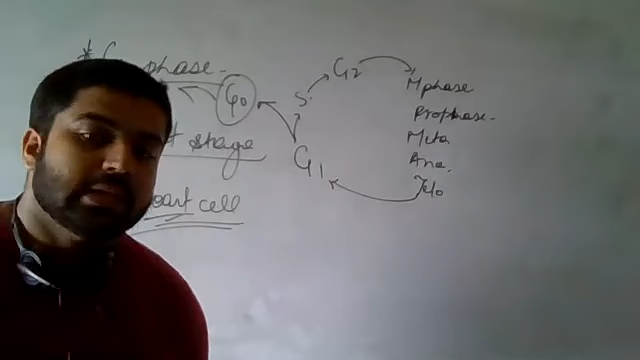 phase.
G0
stage
cell
G1
S.
G2
M phase
Prophase.
Meta
Ana.
Telo